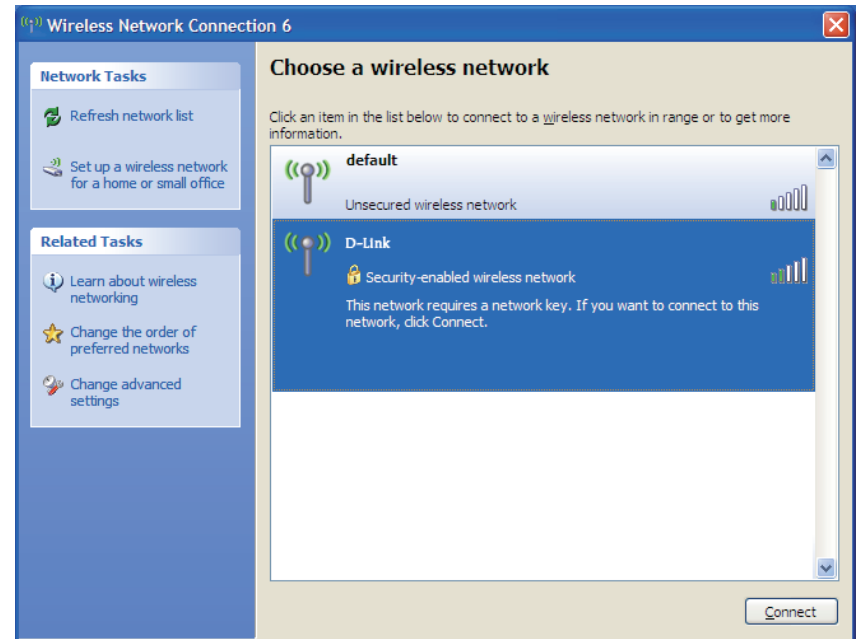 Wireless Network Connection 6
Network Tasks
Refresh network list
Set up a wireless network
for a home or small office
Related Tasks
Learn about wireless
networking
Change the order of
preferred networks
Change advanced
settings
Choose a wireless network
Click an item in the list below to connect to a wireless network in range or to get more
information.
default
Unsecured wireless network
D-Link
Security-enabled wireless network
This network requires a network key. If you want to connect to this
network, click Connect.
Connect